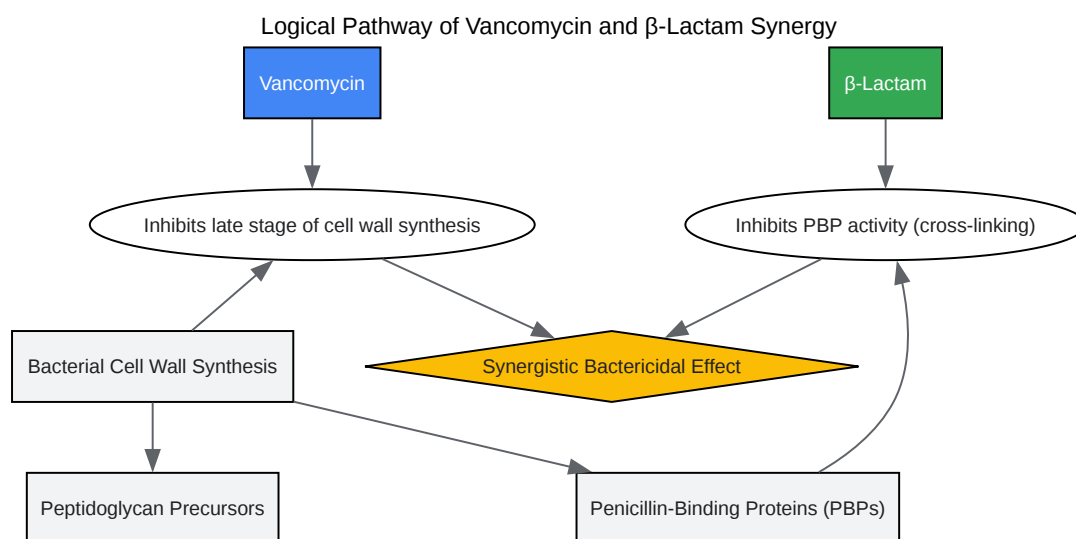 Logical Pathway of Vancomycin and β-Lactam Synergy
Vancomycin
β-Lactam
Inhibits late stage of cell wall synthesis
Inhibits PBP activity (cross-linking)
Bacterial Cell Wall Synthesis
Synergistic Bactericidal Effect
Peptidoglycan Precursors
Penicillin-Binding Proteins (PBPs)